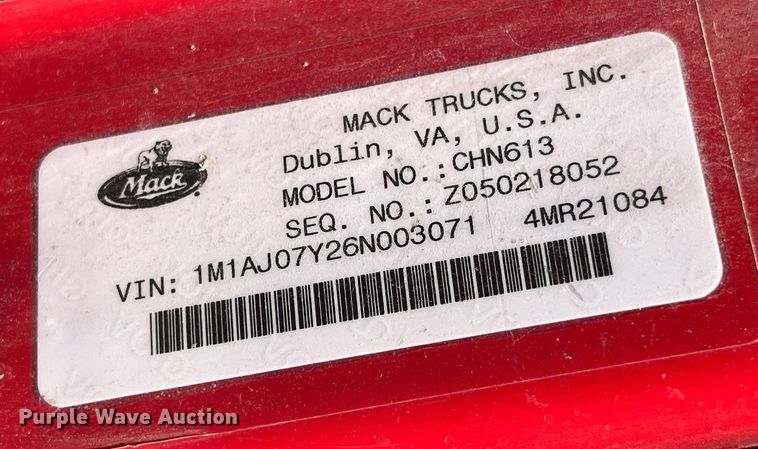 MACK TRUCKS, INC.
Dublin, VA, U.S.A.
Mack
MODEL NO.: CHN613
SEQ. NO.: Z050218052
VIN: 1M1AJ07Y26N003071 4MR21084
Purple Wave Auction